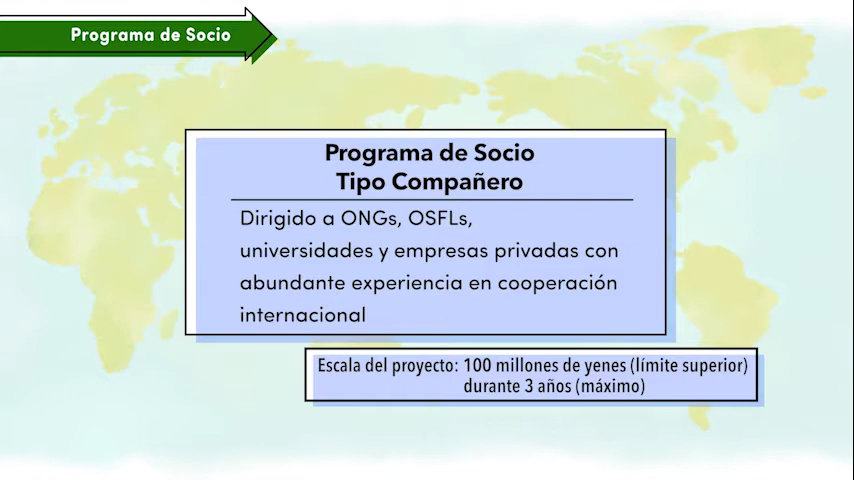 Programa de Socio
Programa de Socio
Tipo Compañero
Dirigido a ONGs, OSFLs,
universidades y empresas privadas con
abundante experiencia en cooperación
internacional
Escala del proyecto: 100 millones de yenes (límite superior)
durante 3 años (máximo)